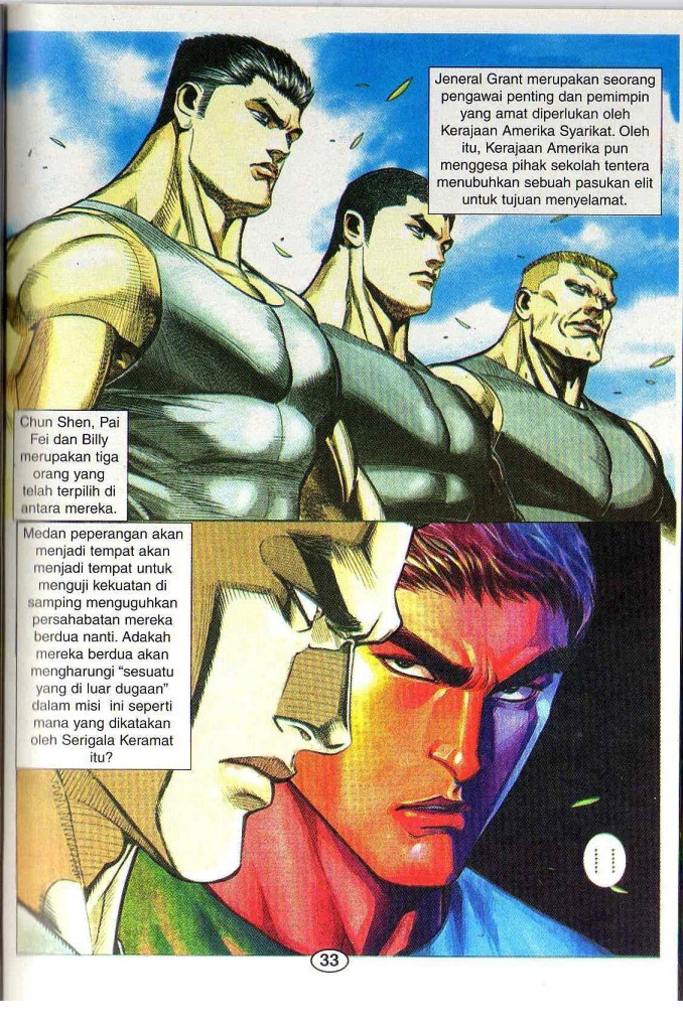 Jeneral Grant merupakan seorang
pengawai penting dan pemimpin
yang amat diperlukan oleh
Kerajaan Amerika Syarikat. Oleh
itu, Kerajaan Amerika pun
menggesa pihak sekolah tentera
menubuhkan sebuah pasukan elit
untuk tujuan menyelamat.
Chun Shen, Pai
Fei dan Billy
merupakan tiga
orang yang
telah terpilih di
antara mereka.
Medan peperangan akan
menjadi tempat akan
menjadi tempat untuk
menguji kekuatan di
samping menguguhkan
persahabatan mereka
berdua nanti. Adakah
mereka berdua akan
mengharungi “sesuatu
yang di luar dugaan”
dalam misi ini seperti
mana yang dikatakan
oleh Serigala Keramat
itu?
33